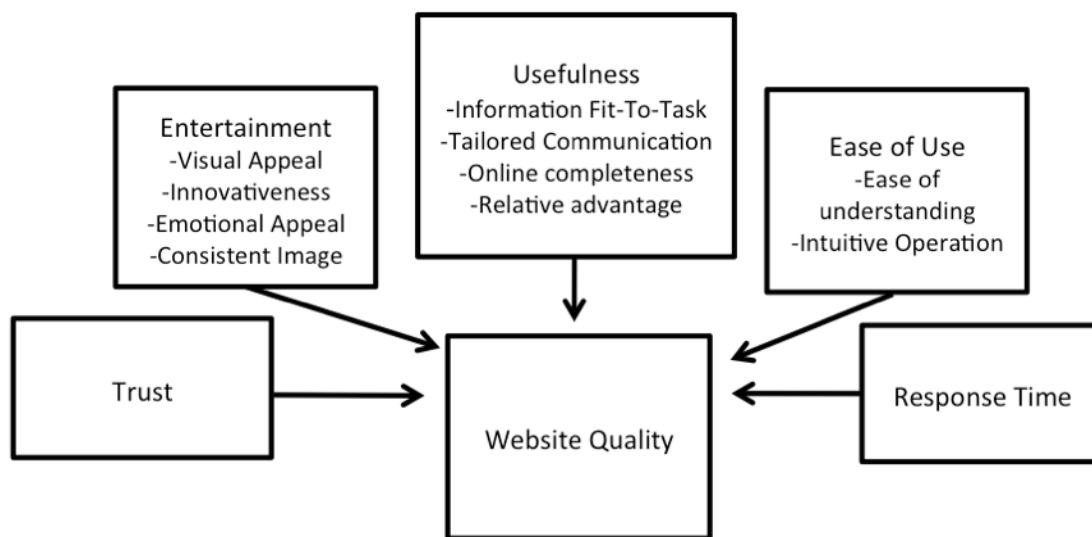 Entertainment
-Visual Appeal
-Innovativeness
-Emotional Appeal
-Consistent Image
Usefulness
-Information Fit-To-Task
-Tailored Communication
-Online completeness
-Relative advantage
Ease of Use
-Ease of
understanding
-Intuitive Operation
Trust
Website Quality
Response Time